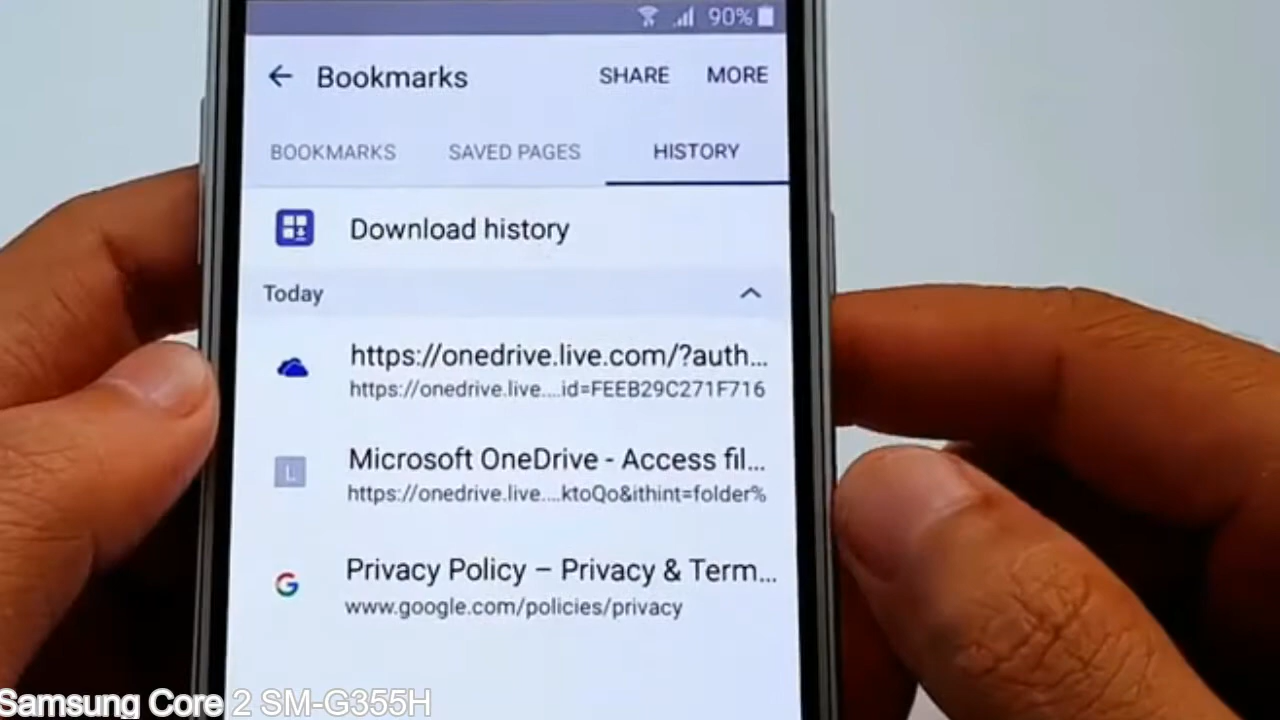 90%
Bookmarks SHARE MORE
BOOKMARKS SAVED PAGES HISTORY
Download history
Today
https://onedrive.live.com/?auth...
https://onedrive.live....id=FEEB29C271F716
L
Microsoft OneDrive - Access fil...
https://onedrive.live....ktoQo&ithint=folder%
Privacy Policy – Privacy & Term...
G
www.google.com/policies/privacy
Samsung Core 2 SM-G355H